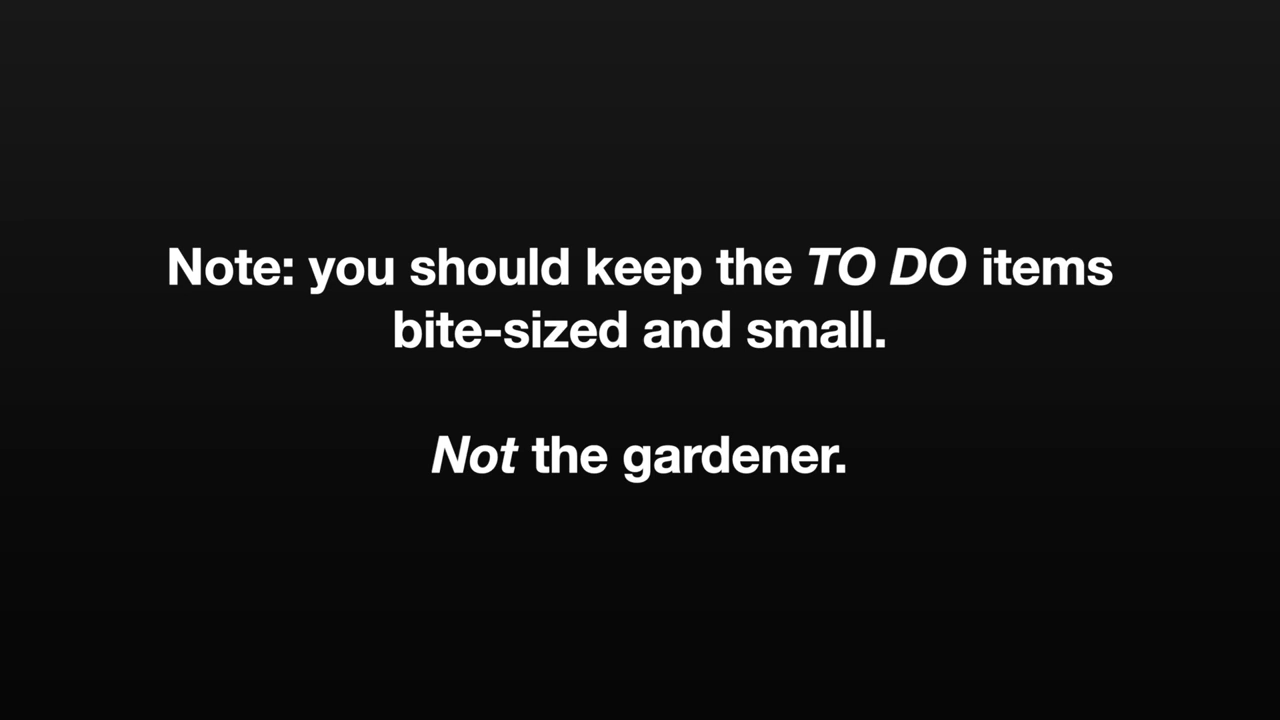 Note: you should keep the TO DO items
bite-sized and small.
Not the gardener.